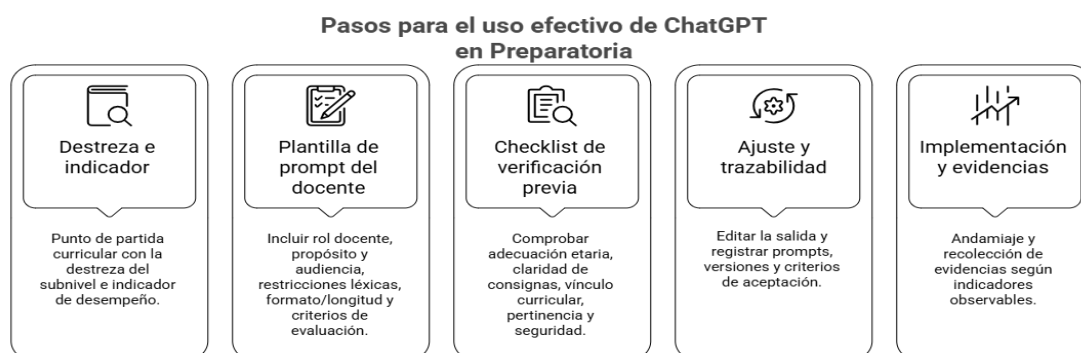 Pasos para el uso efectivo de ChatGPT
en Preparatoria
Destreza e
indicador
Punto de partida
curricular con la
destreza del
subnivel e indicador
de desempeño.
Plantilla de
prompt del
docente
Incluir rol docente,
propósito y
audiencia,
restricciones léxicas,
formato/longitud y
criterios de
evaluación.
Checklist de
verificación
previa
Comprobar
adecuación etaria,
claridad de
consignas, vínculo
curricular,
pertinencia y
seguridad.
Ajuste y
trazabilidad
Editar la salida y
registrar prompts,
versiones y criterios
de aceptación.
Implementación
y evidencias
Andamiaje y
recolección de
evidencias según
indicadores
observables.